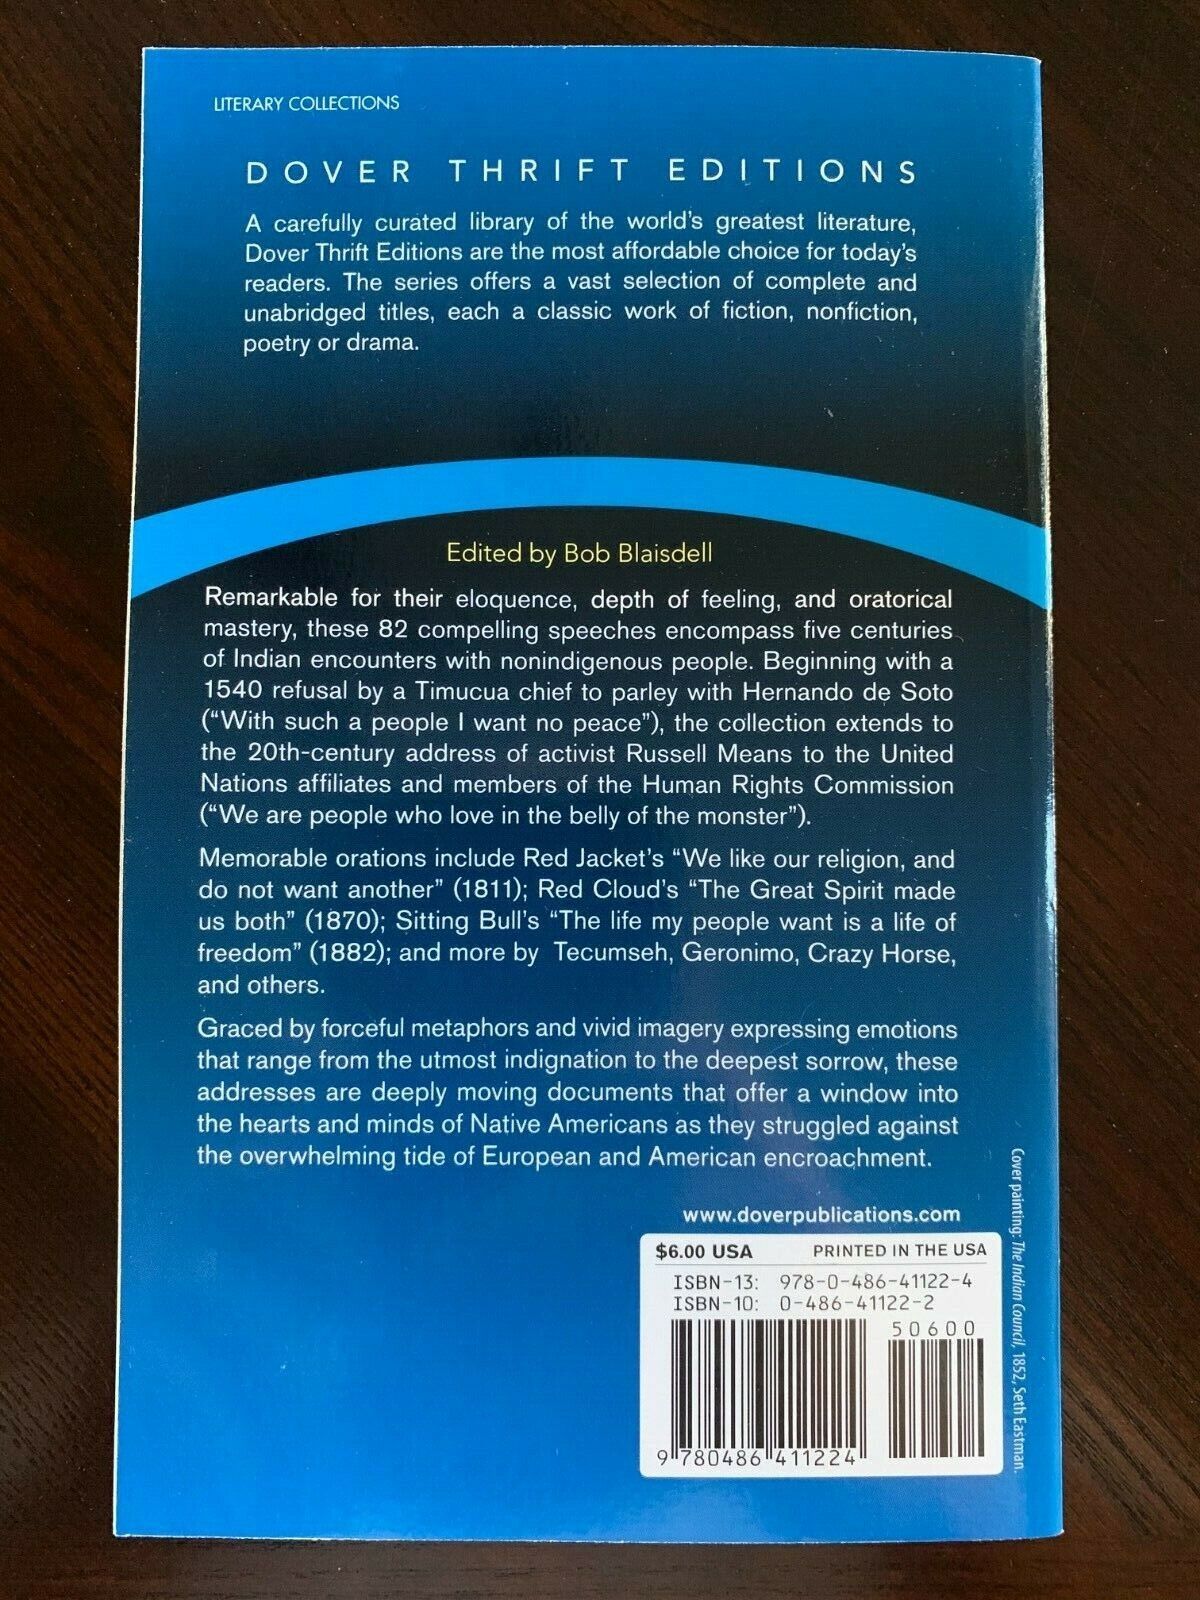 LITERARY COLLECTIONS
DOVER THRIFT EDITIONS
A carefully curated library of the world's greatest literature,
Dover Thrift Editions are the most affordable choice for today's
readers. The series offers a vast selection of complete and
unabridged titles, each a classic work of fiction, nonfiction,
poetry or drama.
Edited by Bob Blaisdell
Remarkable for their eloquence, depth of feeling, and oratorical
mastery, these 82 compelling speeches encompass five centuries
of Indian encounters with nonindigenous people. Beginning with a
1540 refusal by a Timucua chief to parley with Hernando de Soto
(“With such a people I want no peace”), the collection extends to
the 20th-century address of activist Russell Means to the United
Nations affiliates and members of the Human Rights Commission
(“We are people who love in the belly of the monster”).
Memorable orations include Red Jacket's “We like our religion, and
do not want another” (1811); Red Cloud's “The Great Spirit made
us both” (1870); Sitting Bull's “The life my people want is a life of
freedom” (1882); and more by Tecumseh, Geronimo, Crazy Horse,
and others.
Graced by forceful metaphors and vivid imagery expressing emotions
that range from the utmost indignation to the deepest sorrow, these
addresses are deeply moving documents that offer a window into
the hearts and minds of Native Americans as they struggled against
the overwhelming tide of European and American encroachment.
www.doverpublications.com
$6.00 USA PRINTED IN THE USA
ISBN-13: 978-0-486-41122-4
ISBN-10: 0-486-41122-2
50600
9 780486 411224
Cover painting: The Indian Council, 1852, Seth Eastman.